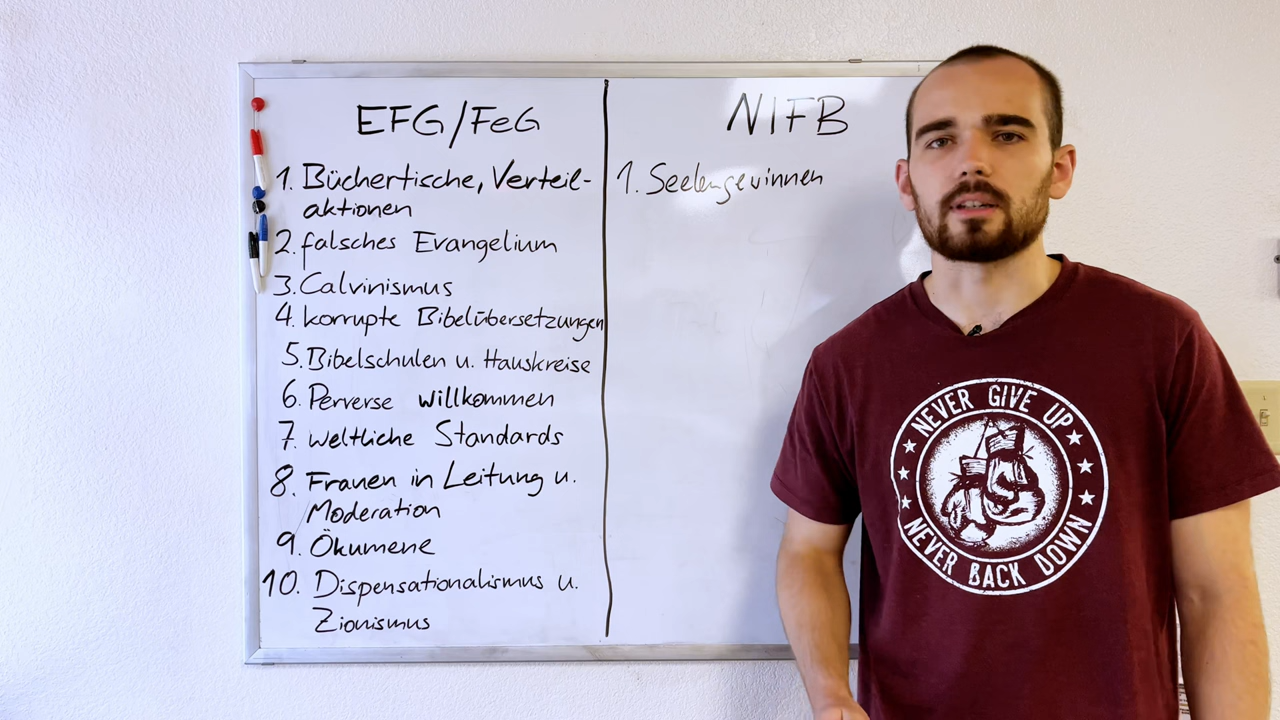 EFG/FeG
1. Büchertische, Verteil-
aktionen
2. falsches Evangelium
3. Calvinismus
4. korrupte Bibelübersetzungen
5. Bibelschulen u. Hauskreise
6. Perverse willkommen
7. weltliche Standards
8. Frauen in Leitung u.
Moderation
9. Ökumene
10. Dispensationalismus u.
Zionismus
NIFB
1. Seelengewinnen
NEVER GIVE UP
NEVER BACK DOWN